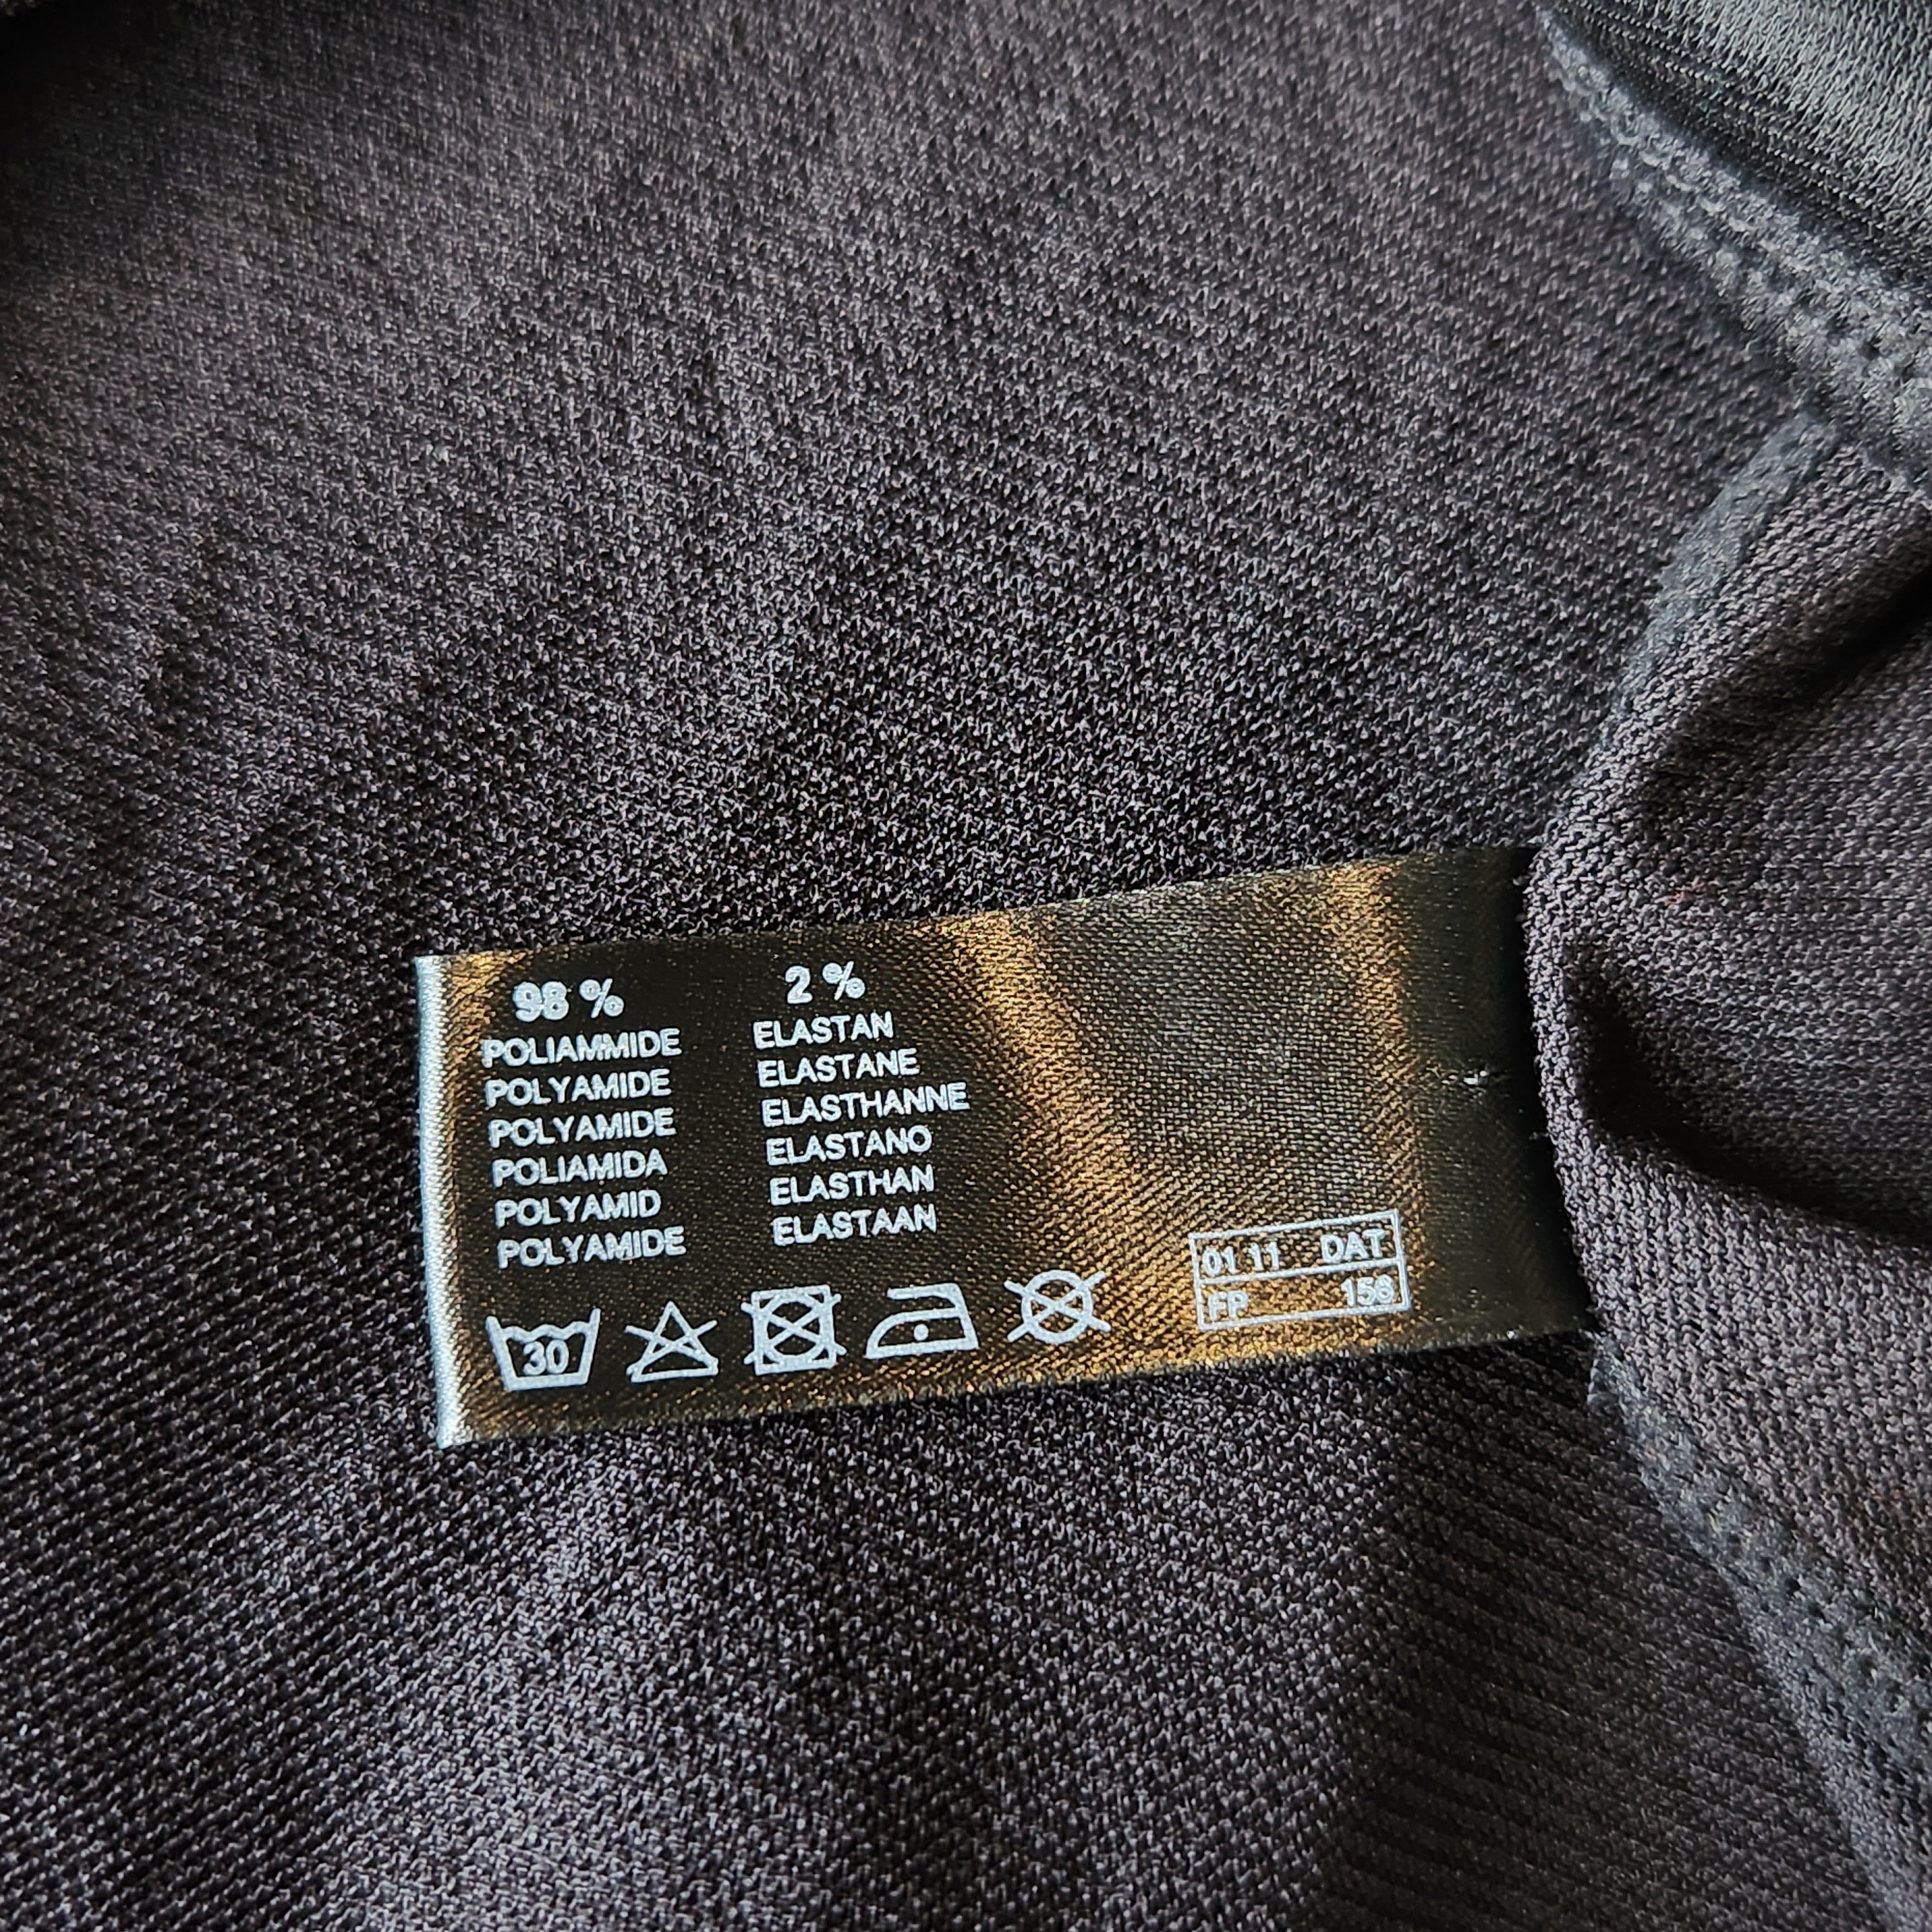 98 %
POLIAMMIDE
POLYAMIDE
POLYAMIDE
POLIAMIDA
POLYAMID
POLYAMIDE
2 %
ELASTAN
ELASTANE
ELASTHANNE
ELASTANO
ELASTHAN
ELASTAAN
30
01 11 DAT
FP 156